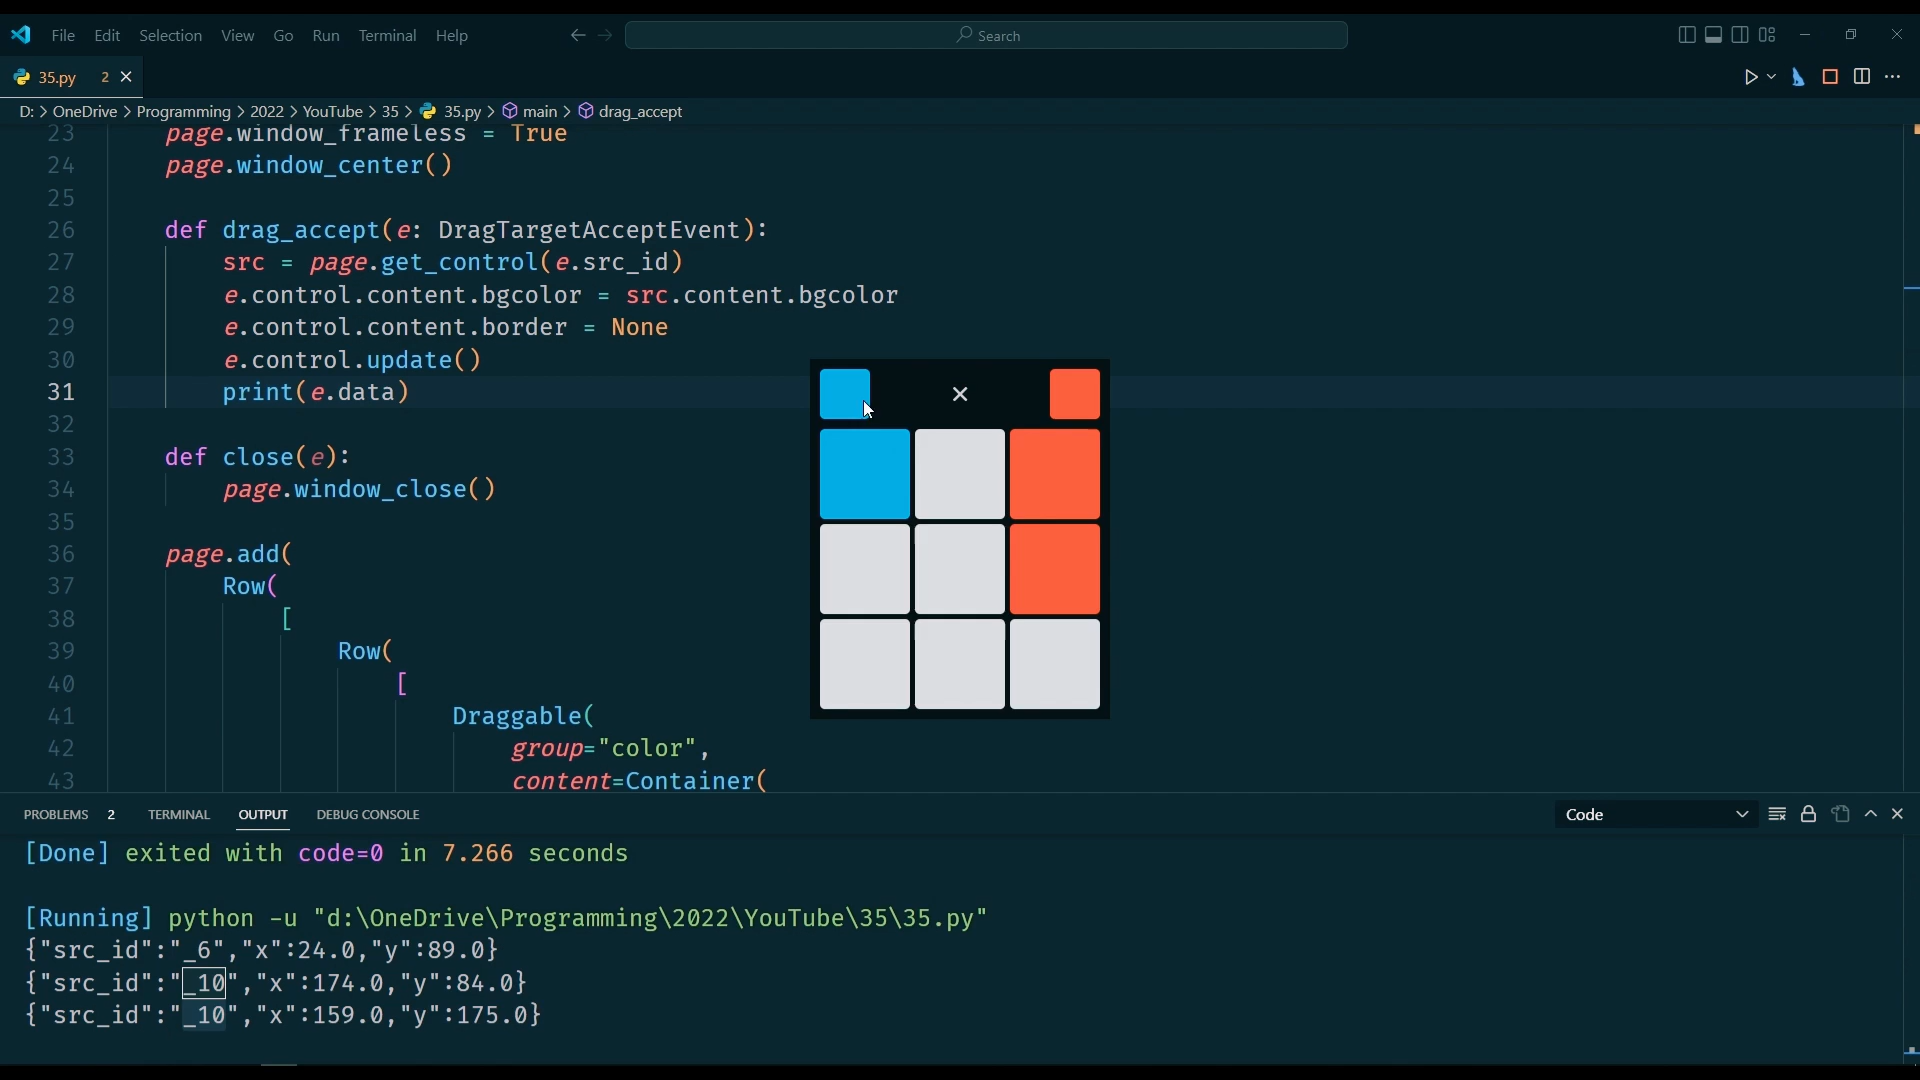 File Edit Selection View Go Run Terminal Help
Search
35.py 2
D: > OneDrive > Programming > 2022 > YouTube > 35 > 35.py > main > drag_accept
23 page.window_frameless = True
24 page.window_center()
25
26 def drag_accept(e: DragTargetAcceptEvent):
27 src = page.get_control(e.src_id)
28 e.control.content.bgcolor = src.content.bgcolor
29 e.control.content.border = None
30 e.control.update()
31 print(e.data)
32
33 def close(e):
34 page.window_close()
35
36 page.add(
37 Row(
38 [
39 Row(
40 [
41 Draggable(
42 group="color",
43 content=Container(
PROBLEMS 2 TERMINAL OUTPUT DEBUG CONSOLE Code
[Done] exited with code=0 in 7.266 seconds
[Running] python -u "d:\OneDrive\Programming\2022\YouTube\35\35.py"
{"src_id":"_6","x":24.0,"y":89.0}
{"src_id":"_10","x":174.0,"y":84.0}
{"src_id":"_10","x":159.0,"y":175.0}